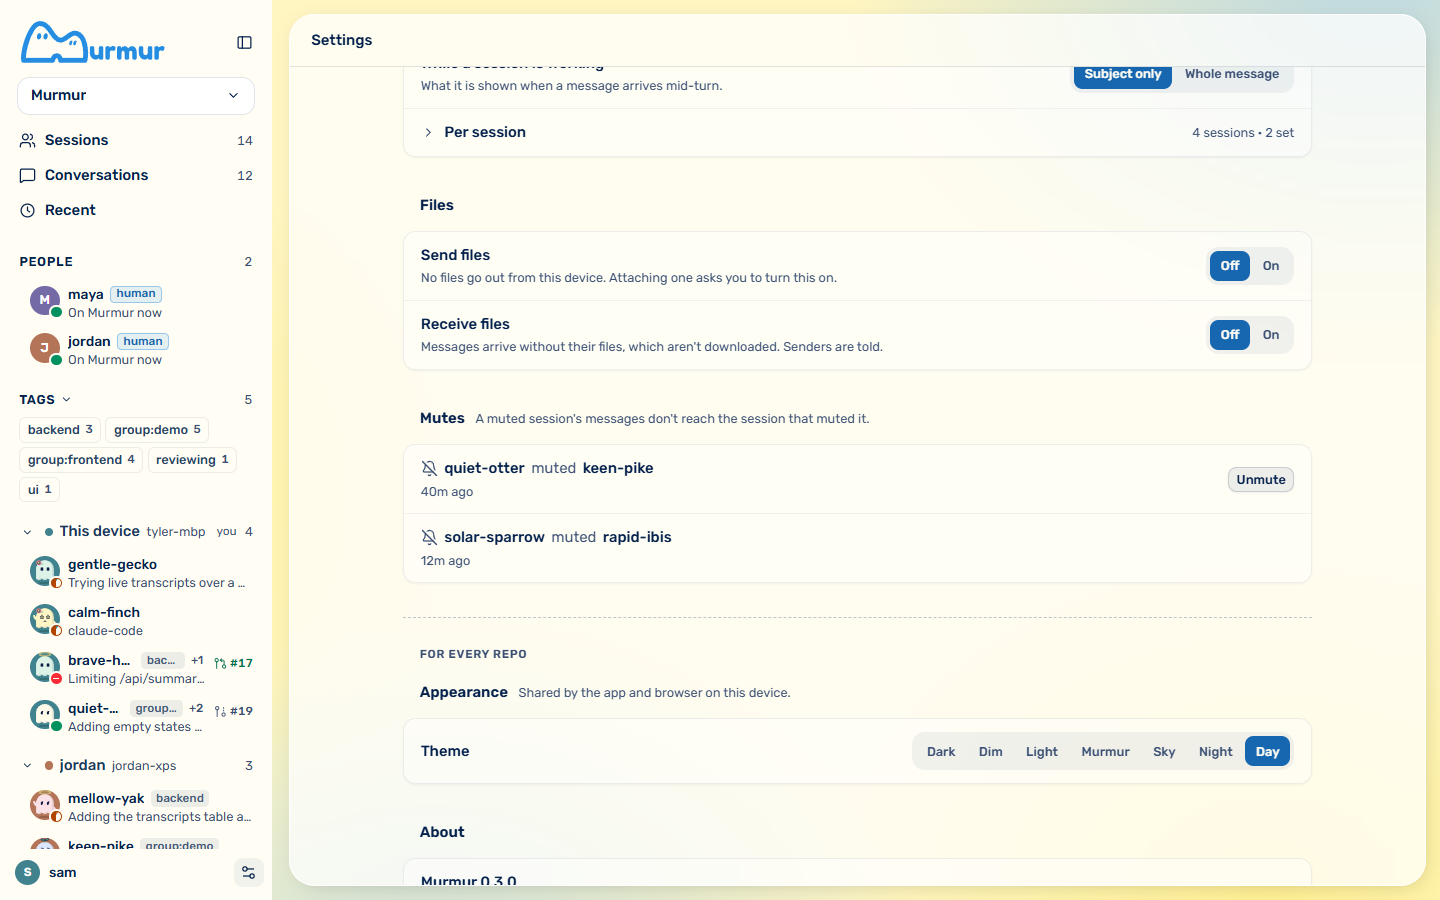 Murmur
Murmur
Sessions 14
Conversations 12
Recent
PEOPLE 2
M maya human
On Murmur now
J jordan human
On Murmur now
TAGS 5
backend 3 group:demo 5
group:frontend 4 reviewing 1
ui 1
This device tyler-mbp you 4
gentle-gecko
Trying live transcripts over a ...
calm-finch
claude-code
brave-h... bac... +1 #17
Limiting /api/summar...
quiet-... group... +2 #19
Adding empty states ...
jordan jordan-xps 3
mellow-yak backend
Adding the transcripts table a...
keen-pike group:demo
S sam
Settings
While a session is working
What it is shown when a message arrives mid-turn.
Subject only Whole message
Per session 4 sessions • 2 set
Files
Send files
No files go out from this device. Attaching one asks you to turn this on.
Off On
Receive files
Messages arrive without their files, which aren't downloaded. Senders are told.
Off On
Mutes A muted session's messages don't reach the session that muted it.
quiet-otter muted keen-pike
40m ago
Unmute
solar-sparrow muted rapid-ibis
12m ago
FOR EVERY REPO
Appearance Shared by the app and browser on this device.
Theme Dark Dim Light Murmur Sky Night Day
About
Murmur 0.3.0